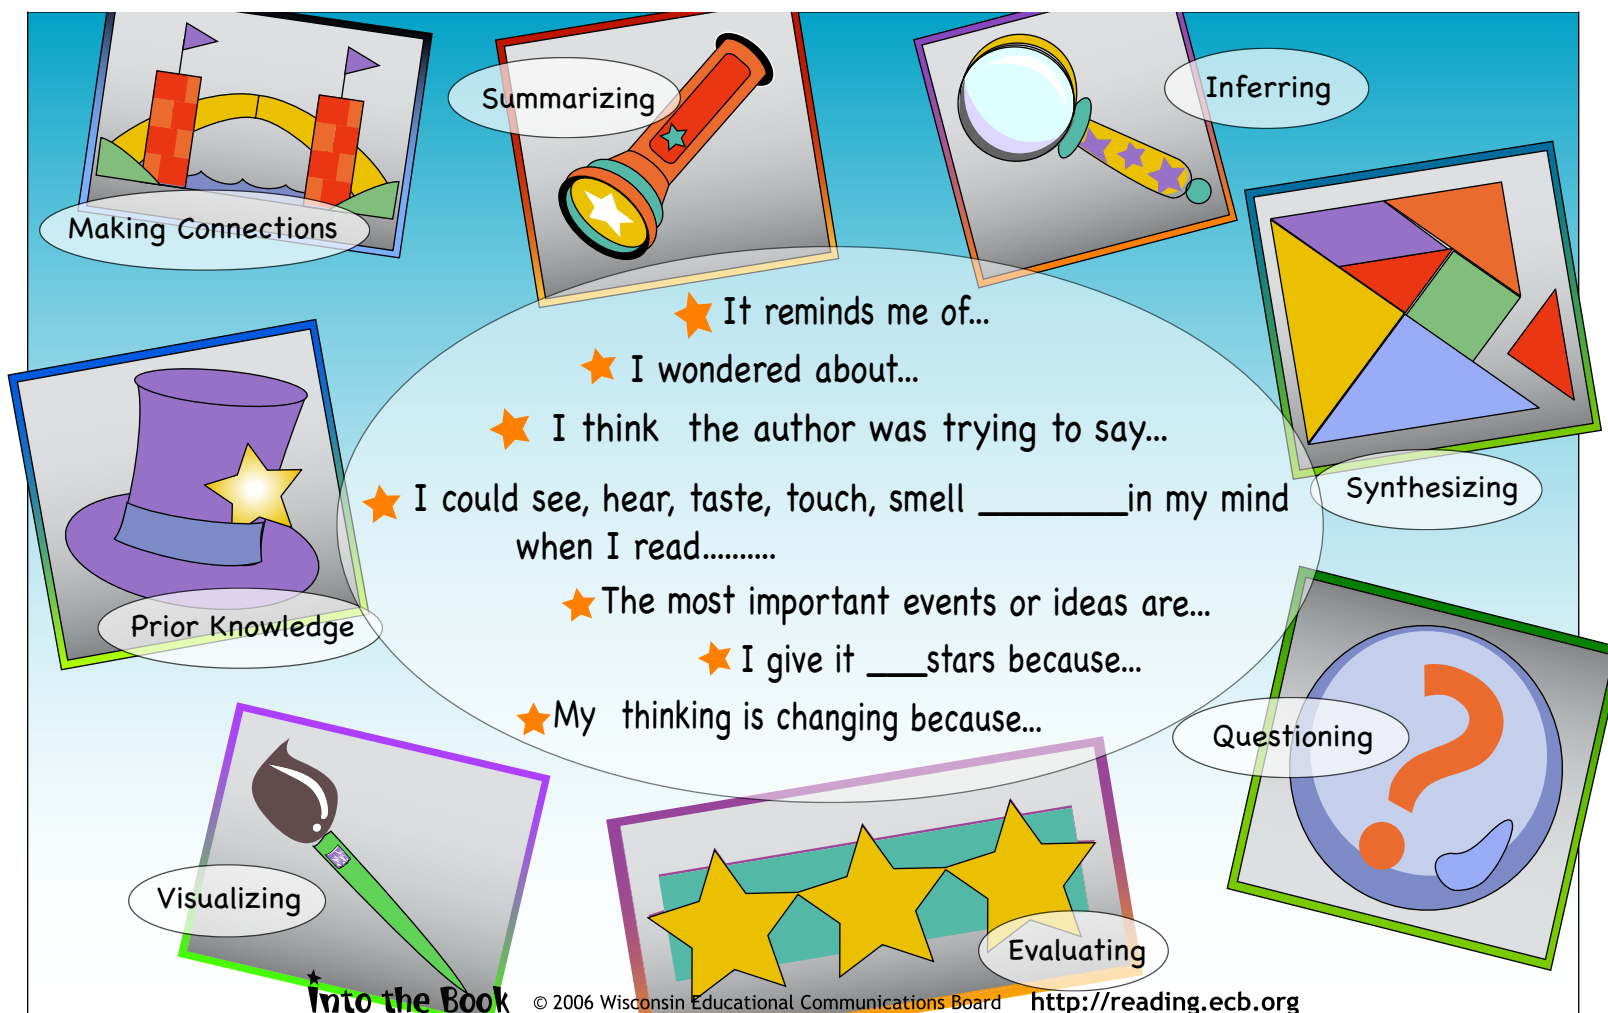 Summarizing
Inferring
Making Connections
It reminds me of...
I wondered about...
I think the author was trying to say...
I could see, hear, taste, touch, smell _______in my mind
when I read..........
Synthesizing
The most important events or ideas are...
Prior Knowledge
I give it ___stars because...
My thinking is changing because...
Questioning
Visualizing
Evaluating
into the Book © 2006 Wisconsin Educational Communications Board http://reading.ecb.org